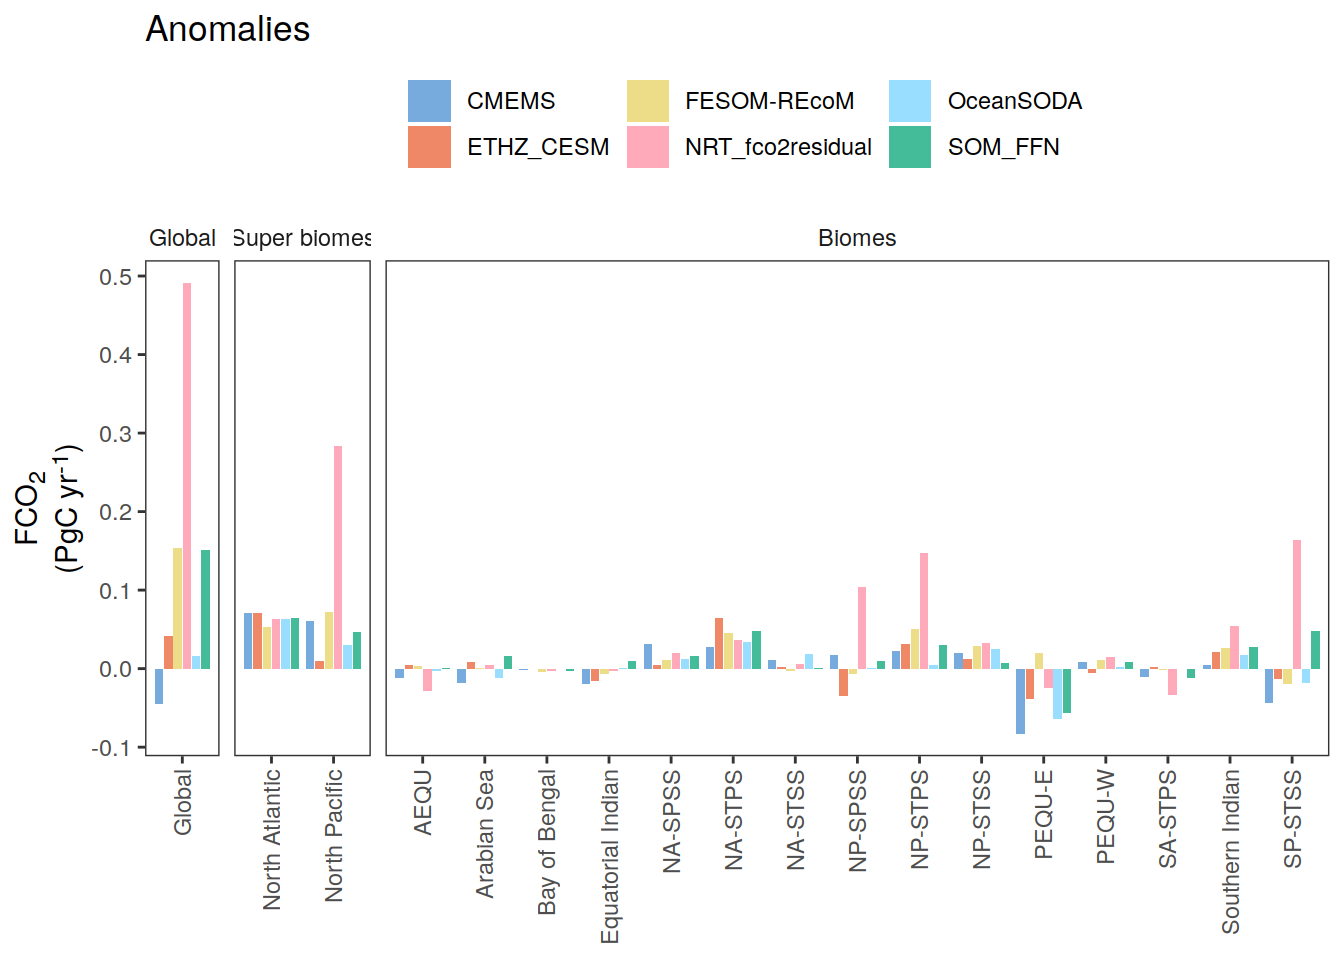 Anomalies
CMEMS FESOM-REcoM OceanSODA
ETHZ_CESM NRT_fco2residual SOM_FFN
Global Super biomes Biomes
FCO₂
(PgC yr⁻¹)
0.5
0.4
0.3
0.2
0.1
0.0
-0.1
Global
North Atlantic
North Pacific
AEQU
Arabian Sea
Bay of Bengal
Equatorial Indian
NA-SPSS
NA-STPS
NA-STSS
NP-SPSS
NP-STPS
NP-STSS
PEQU-E
PEQU-W
SA-STPS
Southern Indian
SP-STSS